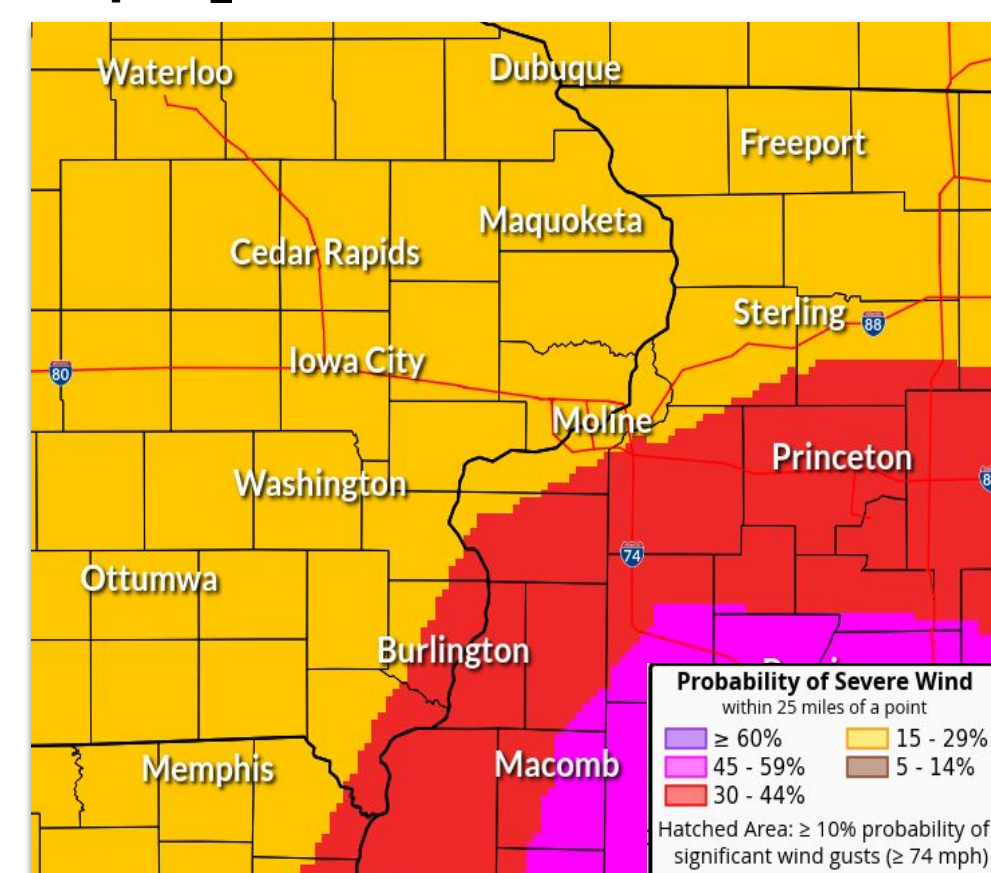 Waterloo
Dubuque
Freeport
Maquoketa
Cedar Rapids
Sterling
88
Iowa City
80
Moline
Princeton
Washington
74
Ottumwa
Burlington
Memphis
Macomb
Probability of Severe Wind
within 25 miles of a point
≥ 60%
15 - 29%
45 - 59%
5 - 14%
30 - 44%
Hatched Area: ≥ 10% probability of
significant wind gusts (≥ 74 mph)